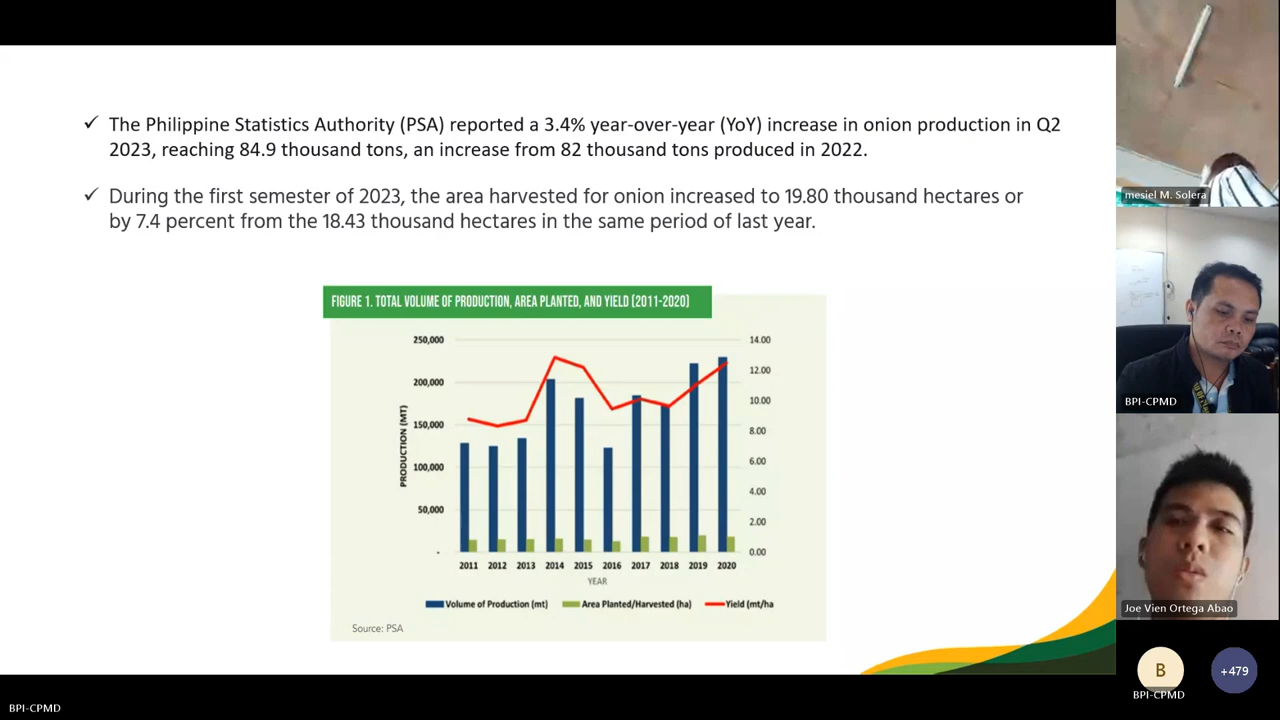 ✓ The Philippine Statistics Authority (PSA) reported a 3.4% year-over-year (YoY) increase in onion production in Q2
2023, reaching 84.9 thousand tons, an increase from 82 thousand tons produced in 2022.
✓ During the first semester of 2023, the area harvested for onion increased to 19.80 thousand hectares or
by 7.4 percent from the 18.43 thousand hectares in the same period of last year.
FIGURE 1. TOTAL VOLUME OF PRODUCTION, AREA PLANTED, AND YIELD (2011-2020)
PRODUCTION (MT)
250,000
200,000
150,000
100,000
50,000
-
14.00
12.00
10.00
8.00
6.00
4.00
2.00
0.00
2011 2012 2013 2014 2015 2016 2017 2018 2019 2020
YEAR
Volume of Production (mt) Area Planted/Harvested (ha) Yield (mt/ha
Source: PSA
mesiel M. Solera
BPI-CPMD
Joe Vien Ortega Abao
B
BPI-CPMD
+479
BPI-CPMD